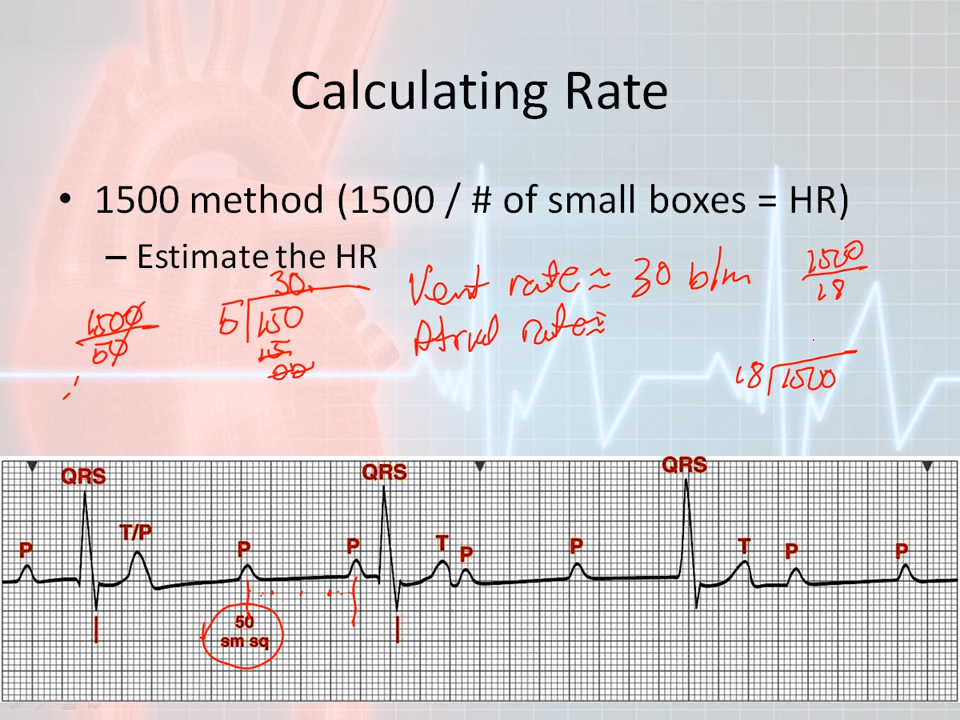 Calculating Rate
• 1500 method (1500 / # of small boxes = HR)
– Estimate the HR
30.
1500
50
5 150
15
00
Vent rate ≈ 30 b/m
Atrial rate ≈
1500
18
18 1500
QRS
QRS
QRS
P
T/P
P
P
T
P
P
T
P
P
50
sm sq